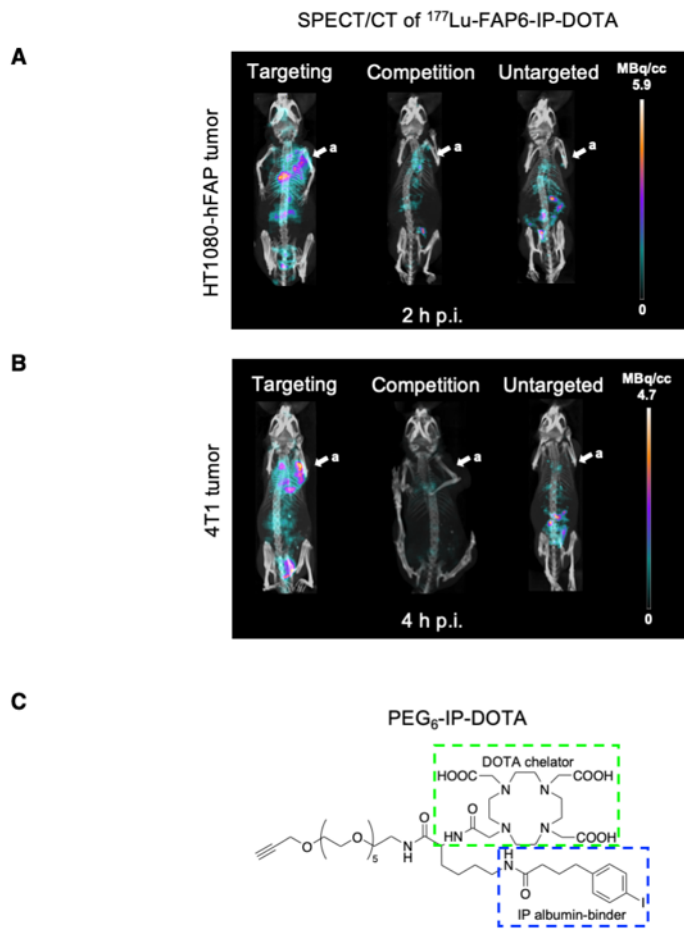 SPECT/CT of ¹⁷⁷Lu-FAP6-IP-DOTA
A
Targeting Competition Untargeted
MBq/cc
5.9
a a a
HT1080-hFAP tumor
0
2 h p.i.
B
Targeting Competition Untargeted
MBq/cc
4.7
a a a
4T1 tumor
0
4 h p.i.
C
PEG₆-IP-DOTA
DOTA chelator
HOOC COOH
N N
O
HN N N COOH
O
O O 5 N H
H N
O I
IP albumin-binder